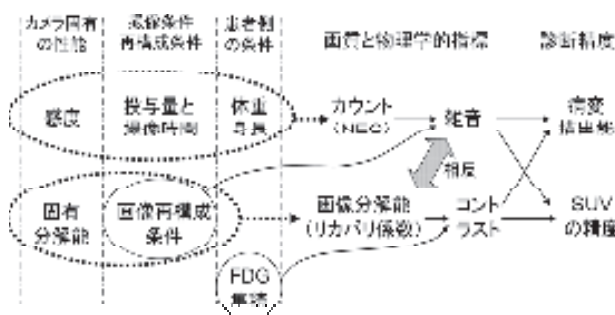 カメラ固有
の性能
撮像条件
再構成条件
患者側
の条件
画質と物理学的指標
診断精度
感度
投与量と
撮像時間
体重
身長
カウント
(NEC)
雑音
病変
描出能
相反
固有
分解能
画像再構成
条件
画像分解能
(リカバリ係数)
コント
ラスト
SUV
の精度
FDG
集積